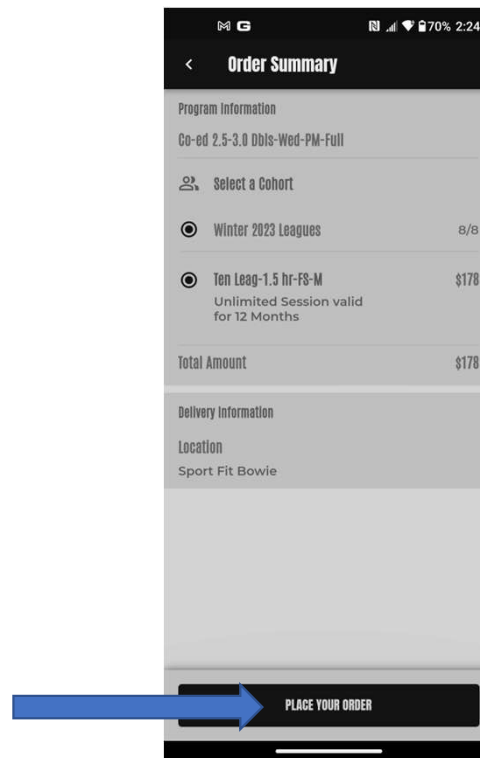 70% 2:24
Order Summary
Program Information
Co-ed 2.5-3.0 Dbls-Wed-PM-Full
Select a Cohort
Winter 2023 Leagues 8/8
Ten Leag-1.5 hr-FS-M $178
Unlimited Session valid
for 12 Months
Total Amount $178
Delivery Information
Location
Sport Fit Bowie
PLACE YOUR ORDER